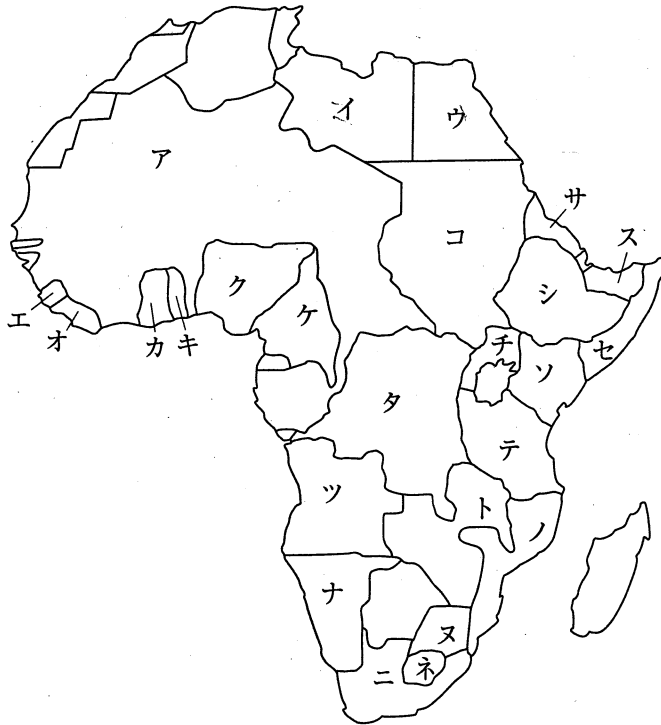 イ
ウ
ア
サ
コ
ス
ク
シ
エ
オ
カ
キ
ケ
チ
ソ
セ
タ
テ
ツ
ト
ノ
ナ
ヌ
ニ
ネ